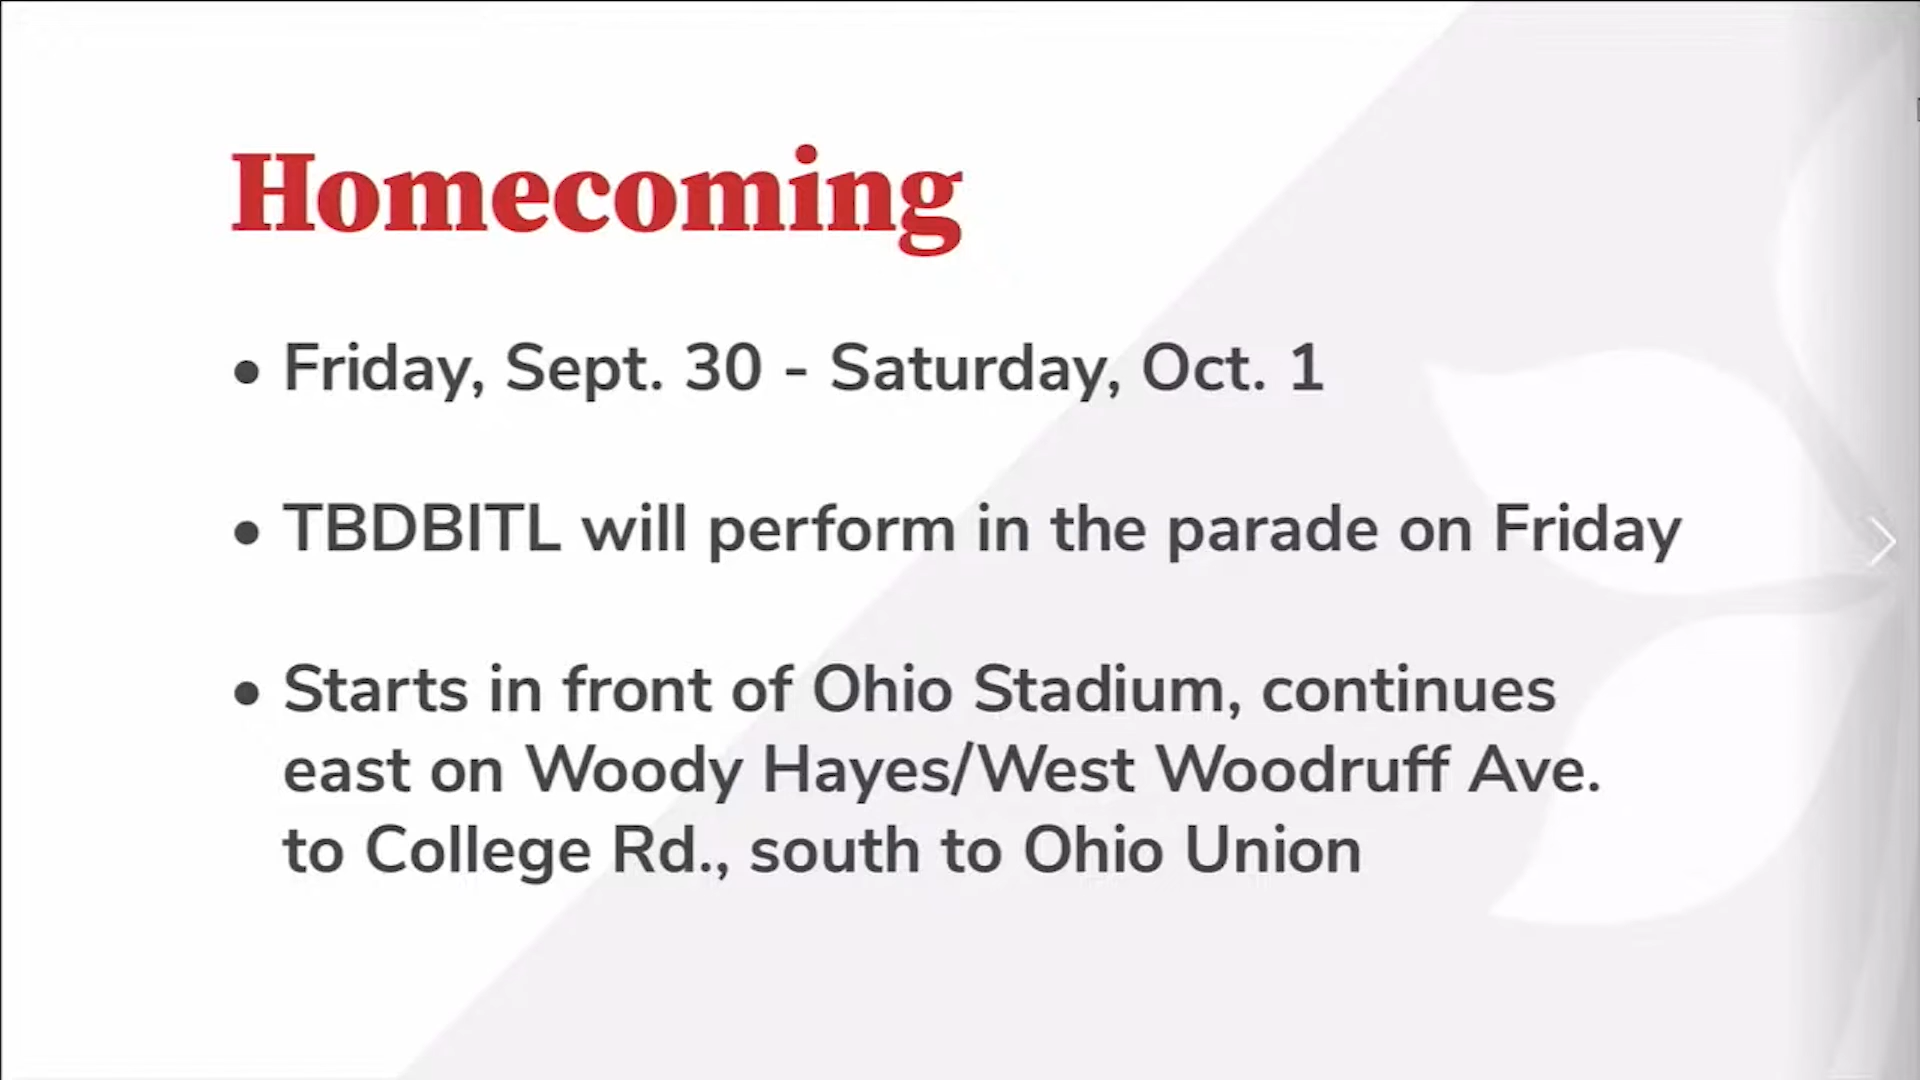 Homecoming
• Friday, Sept. 30 - Saturday, Oct. 1
• TBDBITL will perform in the parade on Friday
• Starts in front of Ohio Stadium, continues
east on Woody Hayes/West Woodruff Ave.
to College Rd., south to Ohio Union